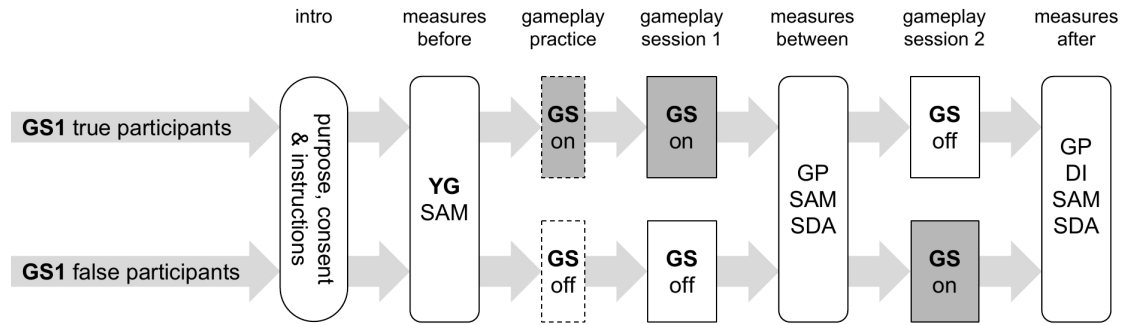 intro
measures
before
gameplay
practice
gameplay
session 1
measures
between
gameplay
session 2
measures
after
GS1 true participants
GS1 false participants
purpose, consent
& instructions
YG
SAM
GS
on
GS
off
GS
on
GS
off
GP
SAM
SDA
GS
off
GS
on
GP
DI
SAM
SDA